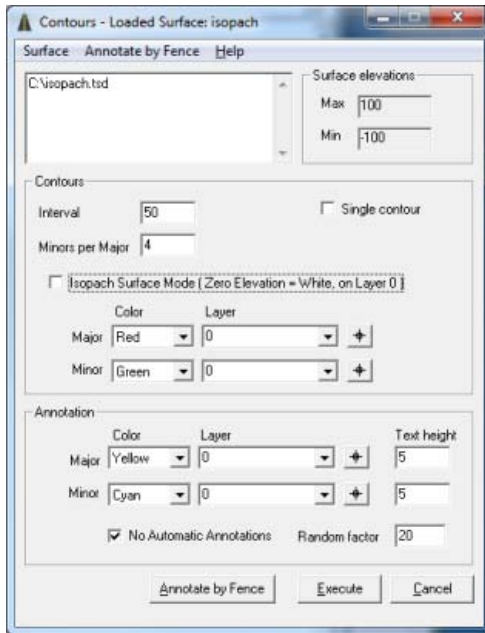 Contours - Loaded Surface: isopach
Surface Annotate by Fence Help
C:\isopach.tsd
Surface elevations
Max 100
Min -100
Contours
Interval 50
Single contour
Minors per Major 4
Isopach Surface Mode ( Zero Elevation = White, on Layer 0 )
Color Layer
Major Red 0
Minor Green 0
Annotation
Color Layer Text height
Major Yellow 0 5
Minor Cyan 0 5
No Automatic Annotations Random factor 20
Annotate by Fence Execute Cancel